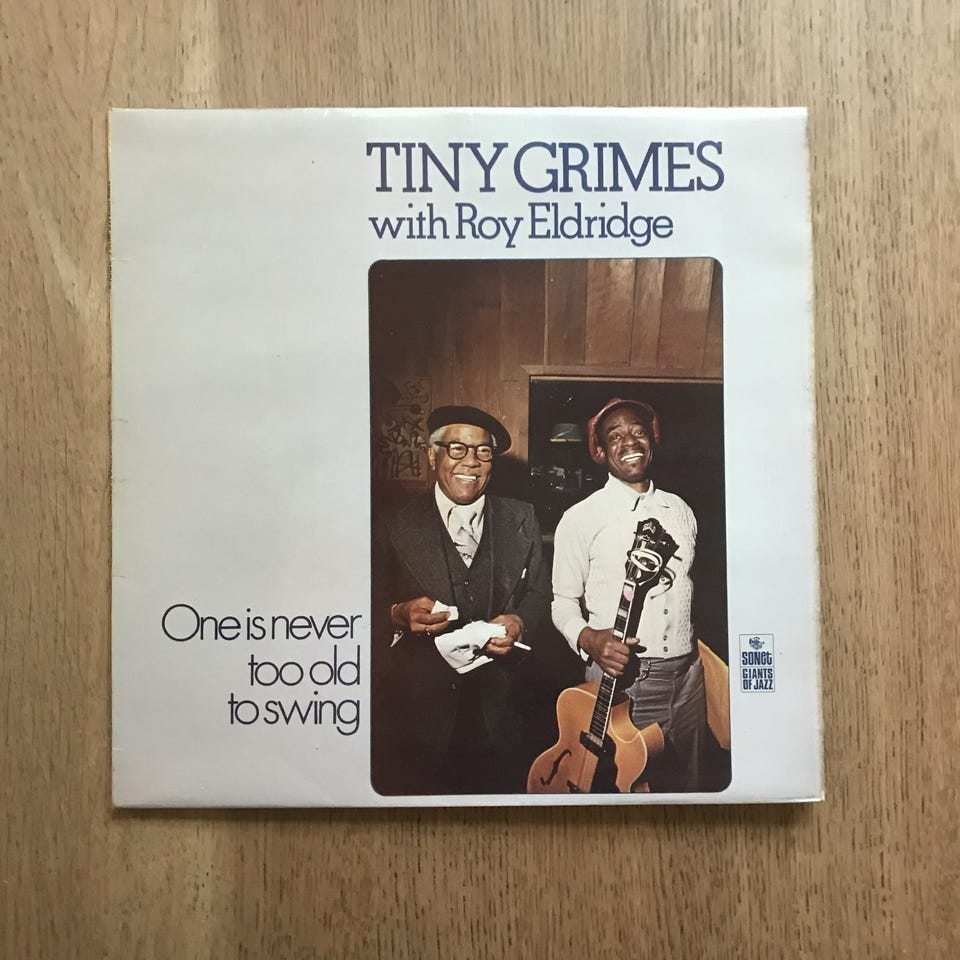 TINY GRIMES
with Roy Eldridge
One is never
too old
to swing
SONET
GIANTS
OF JAZZ